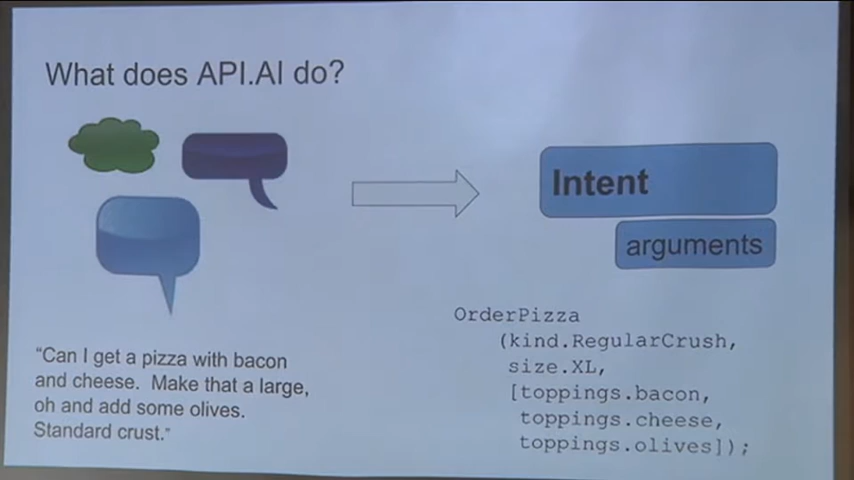 What does API.AI do?
Intent
arguments
"Can I get a pizza with bacon
and cheese. Make that a large,
oh and add some olives.
Standard crust."
OrderPizza
(kind.RegularCrush,
size.XL,
[toppings.bacon,
toppings.cheese,
toppings.olives]);